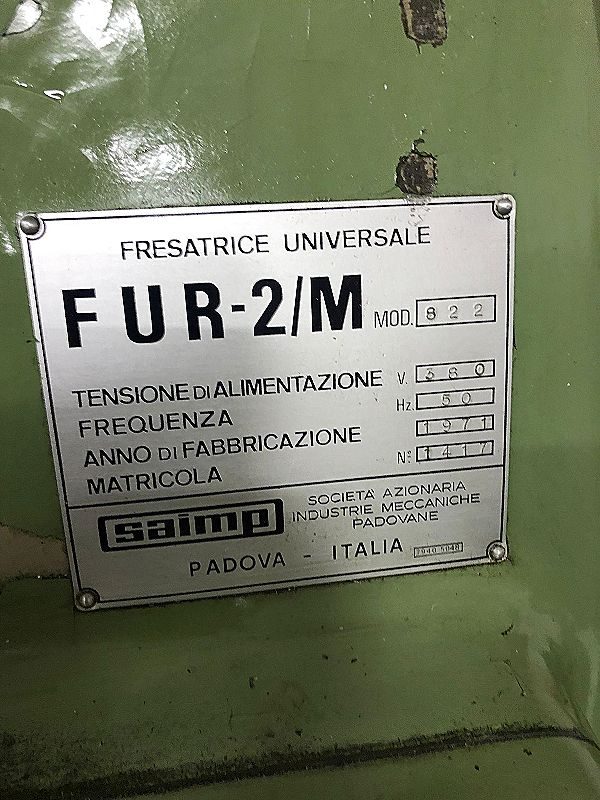 FRESATRICE UNIVERSALE
FUR-2/M MOD. 822
TENSIONE DI ALIMENTAZIONE V. 380
FREQUENZA Hz. 50
ANNO DI FABBRICAZIONE 1971
MATRICOLA N° 1417
saimp SOCIETÀ AZIONARIA
INDUSTRIE MECCANICHE
PADOVANE
PADOVA - ITALIA